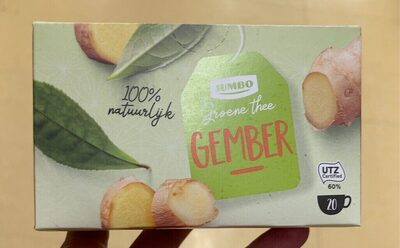 JUMBO
100%
natuurlijk
Groene thee
GEMBER
UTZ
Certified
60%
20